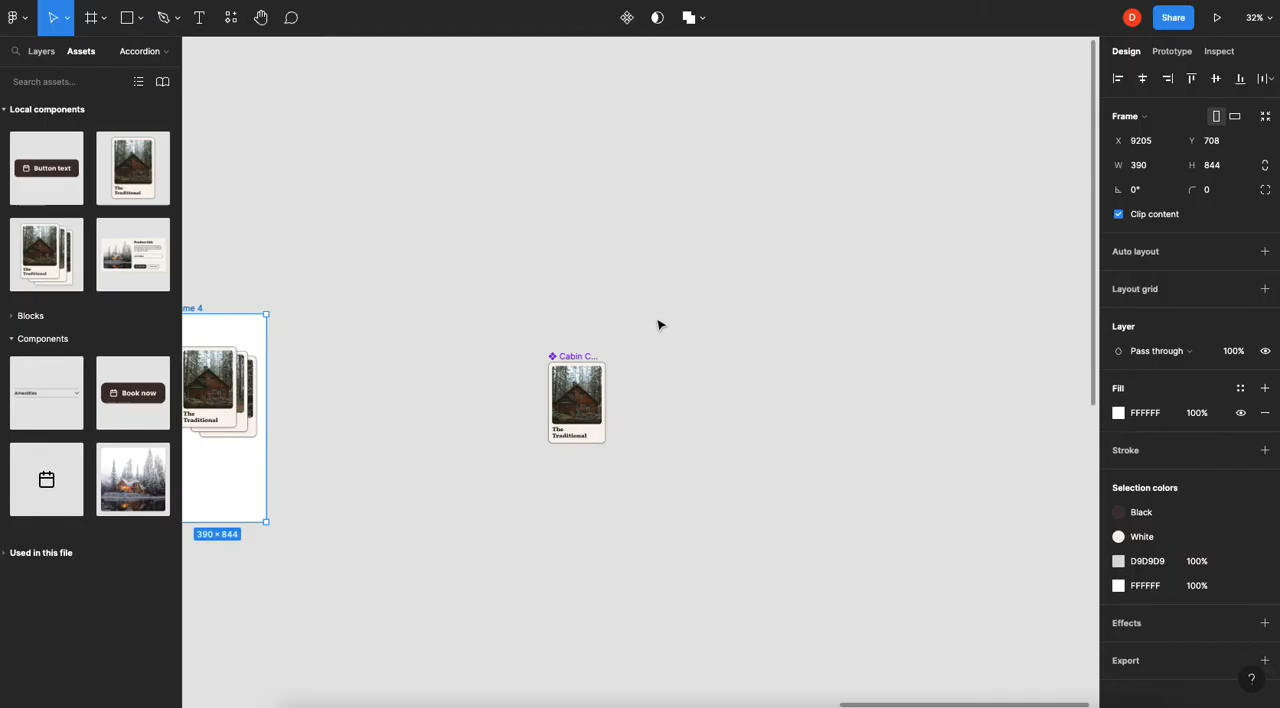 D
Share
32%
Layers
Assets
Accordion
Search assets...
Local components
Button text
The
Traditional
The
Blocks
Components
Amenities
Book now
Used in this file
me 4
The
Traditional
390 × 844
Cabin C...
The
Traditional
Design
Prototype
Inspect
Frame
X
9205
Y
708
W
390
H
844
0°
0
Clip content
Auto layout
Layout grid
Layer
Pass through
100%
Fill
FFFFFF
100%
Stroke
Selection colors
Black
White
D9D9D9
100%
FFFFFF
100%
Effects
Export
?